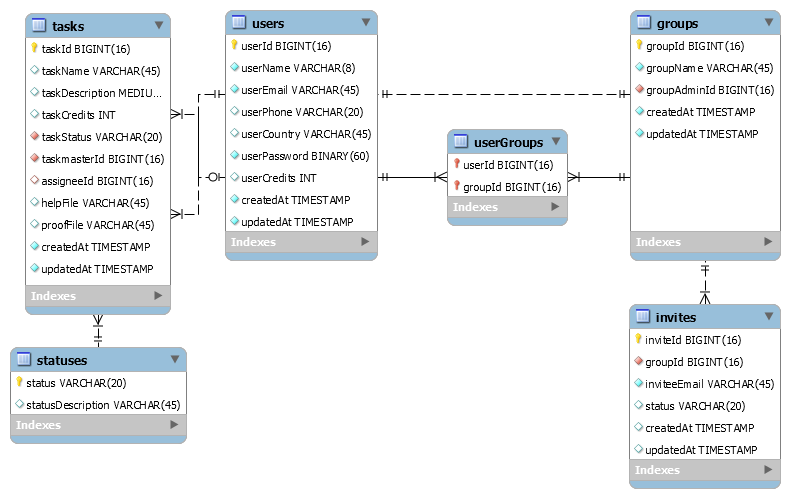 tasks
taskId BIGINT(16)
taskName VARCHAR(45)
taskDescription MEDIU...
taskCredits INT
taskStatus VARCHAR(20)
taskmasterId BIGINT(16)
assigneeId BIGINT(16)
helpFile VARCHAR(45)
proofFile VARCHAR(45)
createdAt TIMESTAMP
updatedAt TIMESTAMP
Indexes
users
userId BIGINT(16)
userName VARCHAR(8)
userEmail VARCHAR(45)
userPhone VARCHAR(20)
userCountry VARCHAR(45)
userPassword BINARY(60)
userCredits INT
createdAt TIMESTAMP
updatedAt TIMESTAMP
Indexes
userGroups
userId BIGINT(16)
groupId BIGINT(16)
Indexes
groups
groupId BIGINT(16)
groupName VARCHAR(45)
groupAdminId BIGINT(16)
createdAt TIMESTAMP
updatedAt TIMESTAMP
Indexes
statuses
status VARCHAR(20)
statusDescription VARCHAR(45)
Indexes
invites
inviteId BIGINT(16)
groupId BIGINT(16)
inviteeEmail VARCHAR(45)
status VARCHAR(20)
createdAt TIMESTAMP
updatedAt TIMESTAMP
Indexes